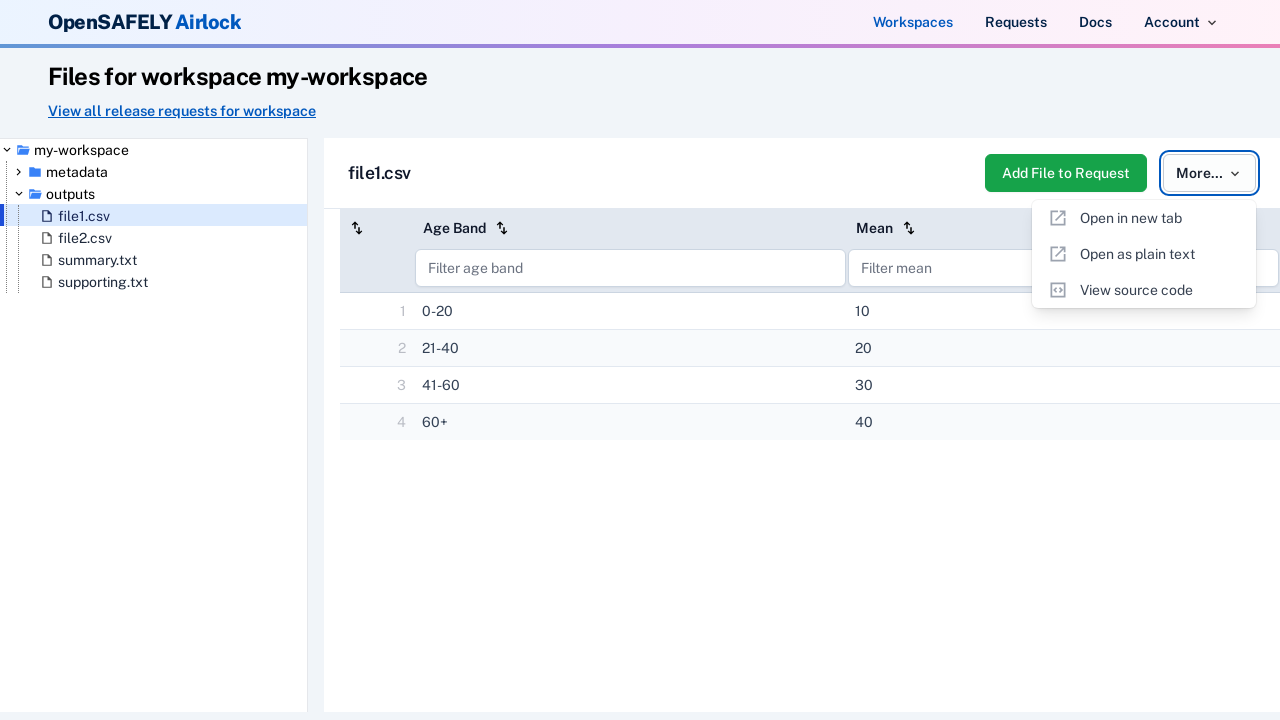 OpenSAFELY Airlock
Workspaces Requests Docs Account
Files for workspace my-workspace
View all release requests for workspace
my-workspace
metadata
outputs
file1.csv
file2.csv
summary.txt
supporting.txt
file1.csv
Add File to Request More...
Open in new tab
Open as plain text
View source code
Age Band Mean
Filter age band Filter mean
1 0-20 10
2 21-40 20
3 41-60 30
4 60+ 40